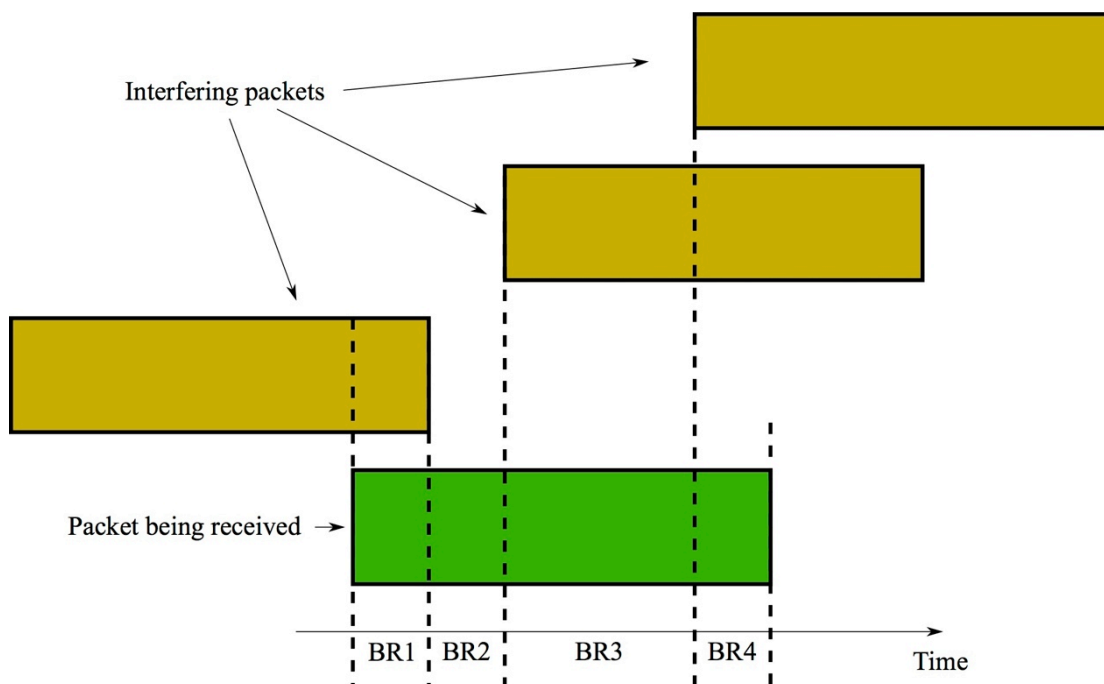 Interfering packets
Packet being received
BR1 BR2 BR3 BR4
Time